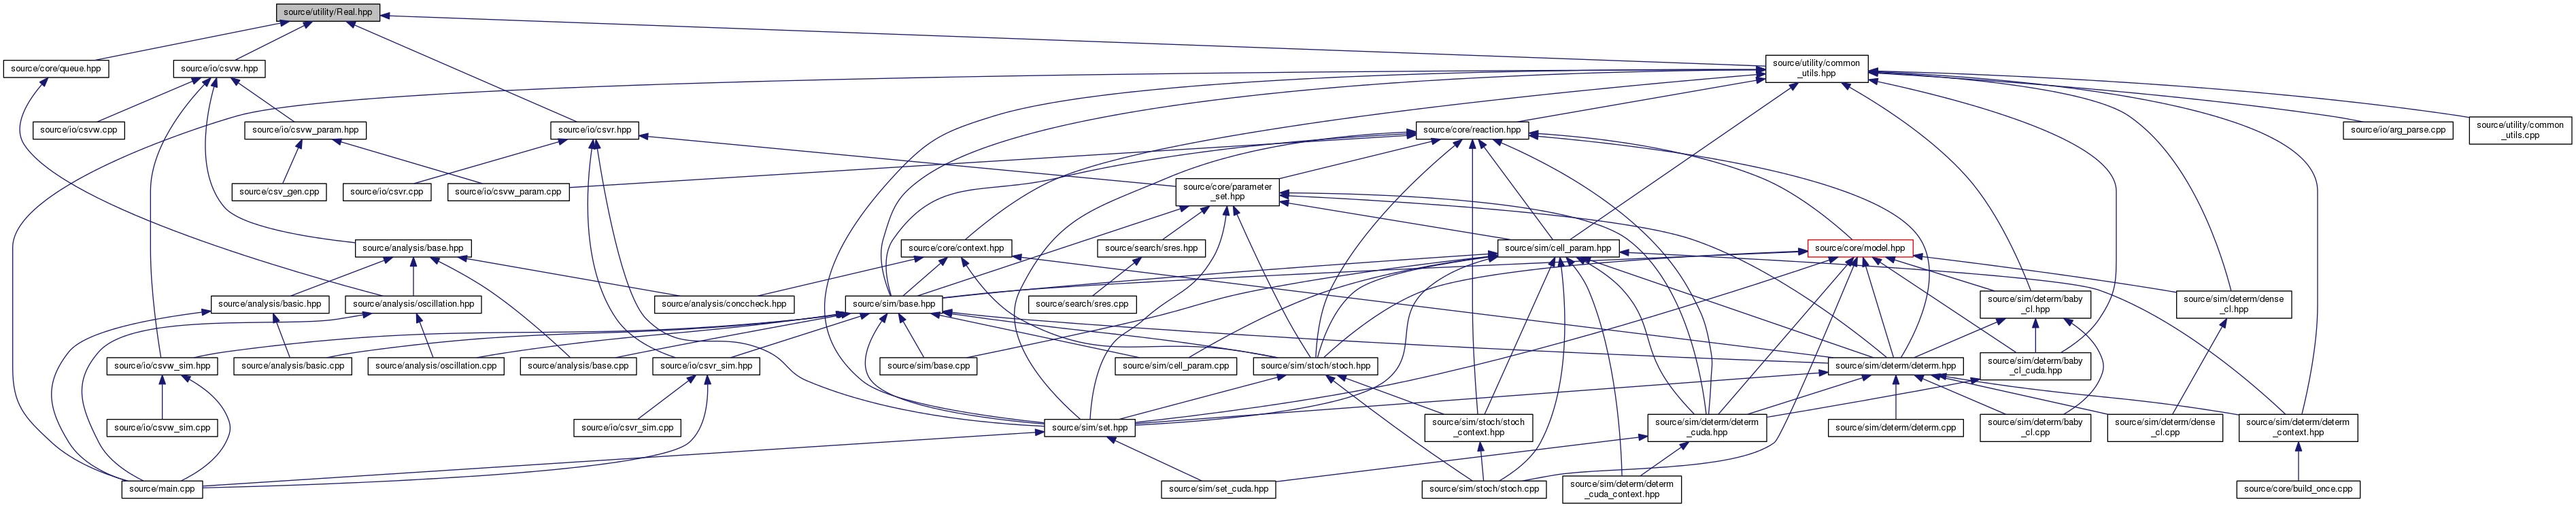 source/utility/Real.hpp
source/core/queue.hpp
source/io/csvw.hpp
source/utility/common
_utils.hpp
source/io/csvw.cpp
source/io/csvw_param.hpp
source/io/csvr.hpp
source/core/reaction.hpp
source/io/arg_parse.cpp
source/utility/common
_utils.cpp
source/csv_gen.cpp
source/io/csvr.cpp
source/io/csvw_param.cpp
source/core/parameter
_set.hpp
source/analysis/base.hpp
source/core/context.hpp
source/search/sres.hpp
source/sim/cell_param.hpp
source/core/model.hpp
source/analysis/basic.hpp
source/analysis/oscillation.hpp
source/analysis/conccheck.hpp
source/sim/base.hpp
source/search/sres.cpp
source/sim/determ/baby
_cl.hpp
source/sim/determ/dense
_cl.hpp
source/io/csvw_sim.hpp
source/analysis/basic.cpp
source/analysis/oscillation.cpp
source/analysis/base.cpp
source/io/csvr_sim.hpp
source/sim/base.cpp
source/sim/cell_param.cpp
source/sim/stoch/stoch.hpp
source/sim/determ/determ.hpp
source/sim/determ/baby
_cl_cuda.hpp
source/io/csvw_sim.cpp
source/io/csvr_sim.cpp
source/sim/set.hpp
source/sim/stoch/stoch
_context.hpp
source/sim/determ/determ
_cuda.hpp
source/sim/determ/determ.cpp
source/sim/determ/baby
_cl.cpp
source/sim/determ/dense
_cl.cpp
source/sim/determ/determ
_context.hpp
source/main.cpp
source/sim/set_cuda.hpp
source/sim/stoch/stoch.cpp
source/sim/determ/determ
_cuda_context.hpp
source/core/build_once.cpp